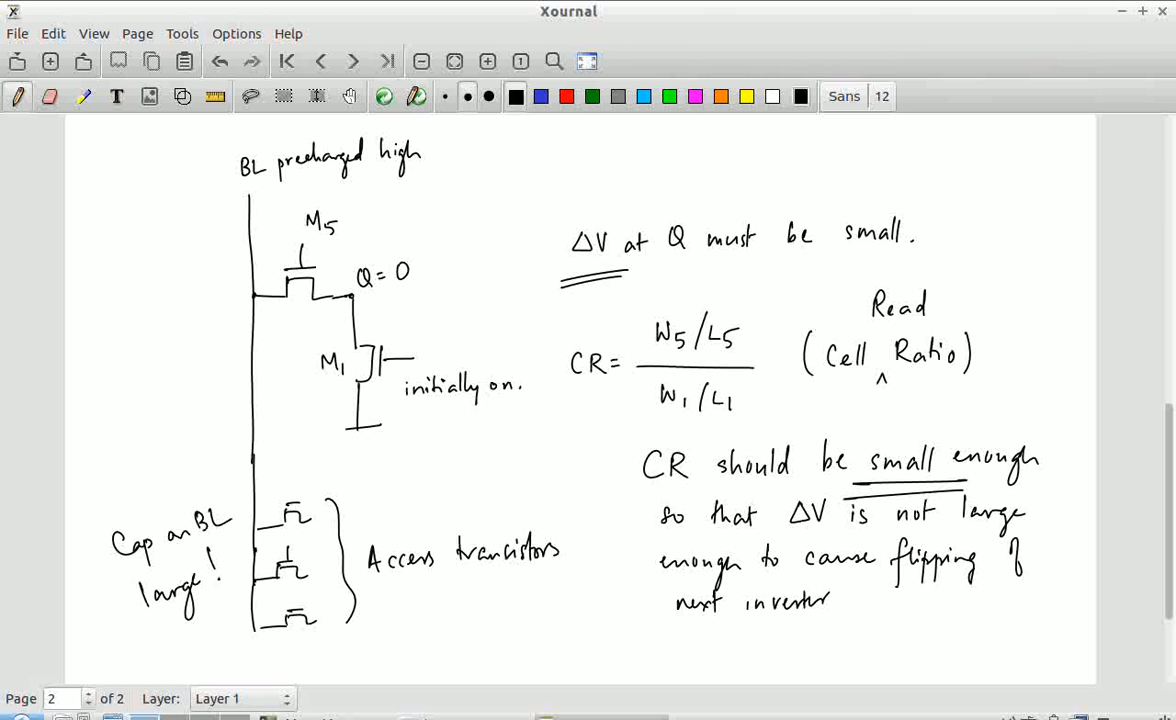 Xournal
File Edit View Page Tools Options Help
T 1 Sans 12
BL precharged high
M5
Q = 0
M1
initially on.
Cap on BL
large!
Access transistors
ΔV at Q must be small.
CR = W5/L5
W1/L1
Read
(Cell ^ Ratio)
CR should be small enough
so that ΔV is not large
enough to cause flipping of
next inverter
Page 2 of 2 Layer: Layer 1